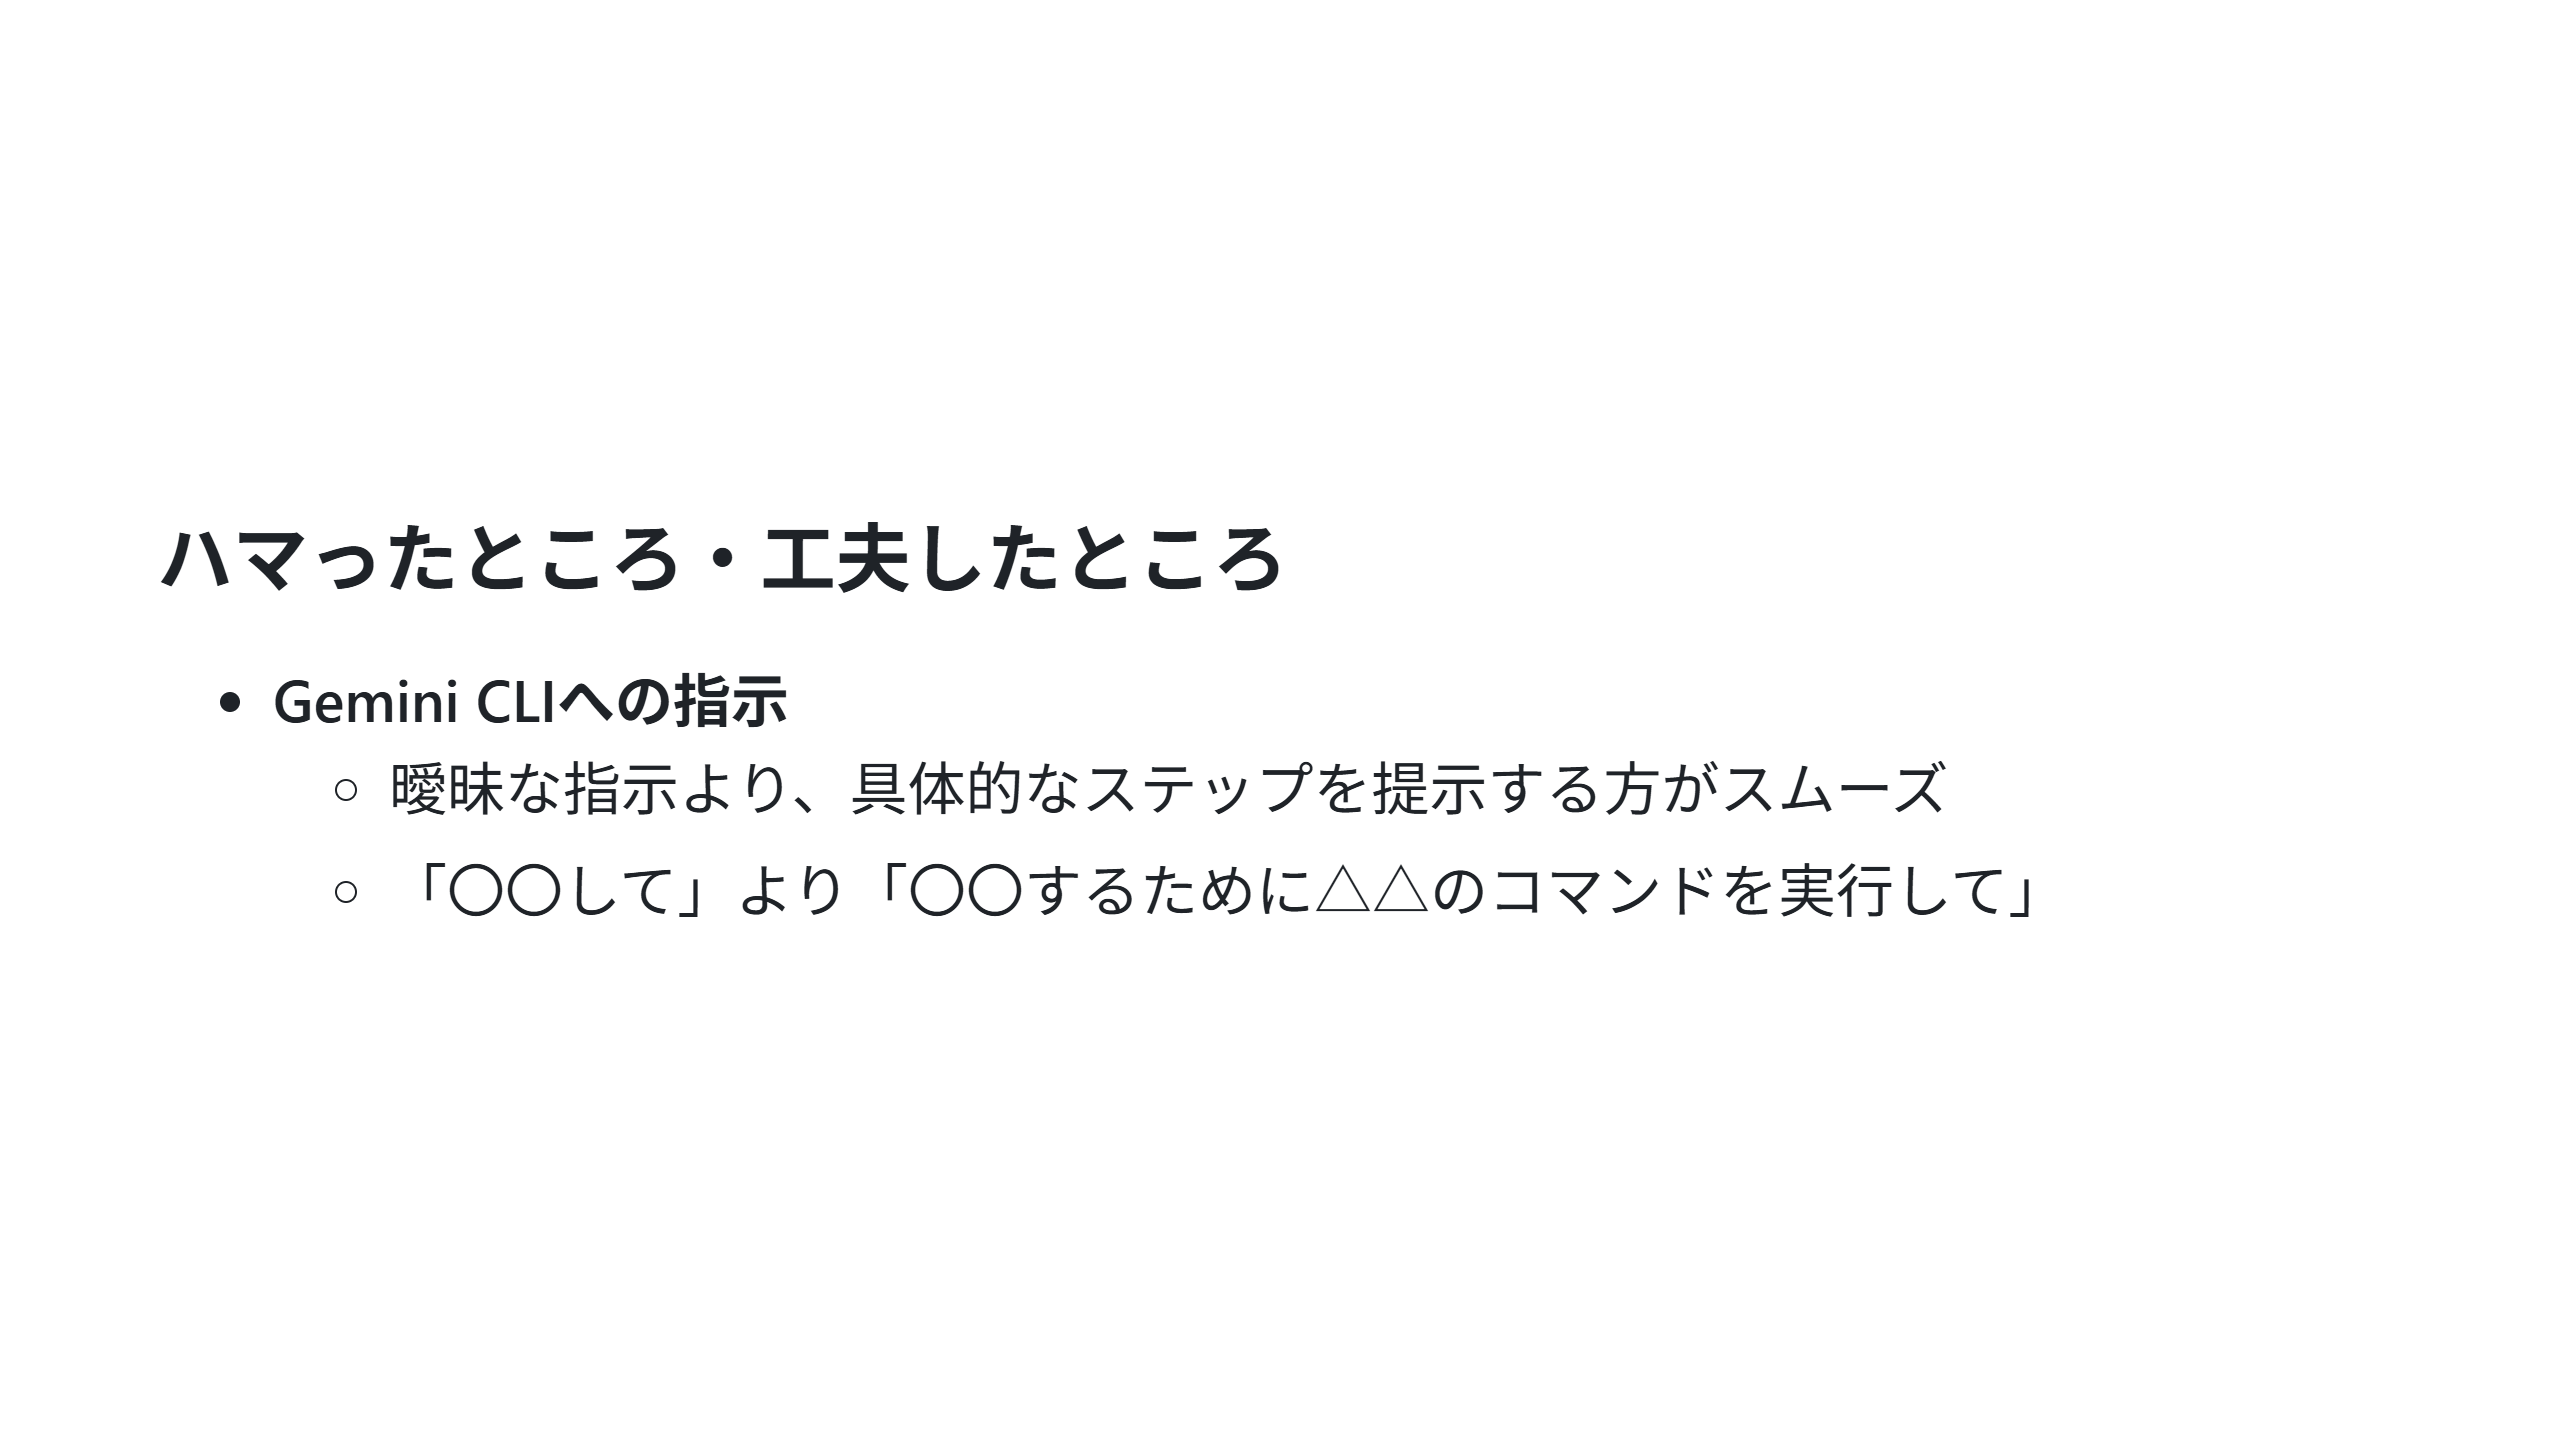 ハマったところ・工夫したところ
• Gemini CLIへの指示
○ 曖昧な指示より、具体的なステップを提示する方がスムーズ
○ 「〇〇して」より「〇〇するために△△のコマンドを実行して」